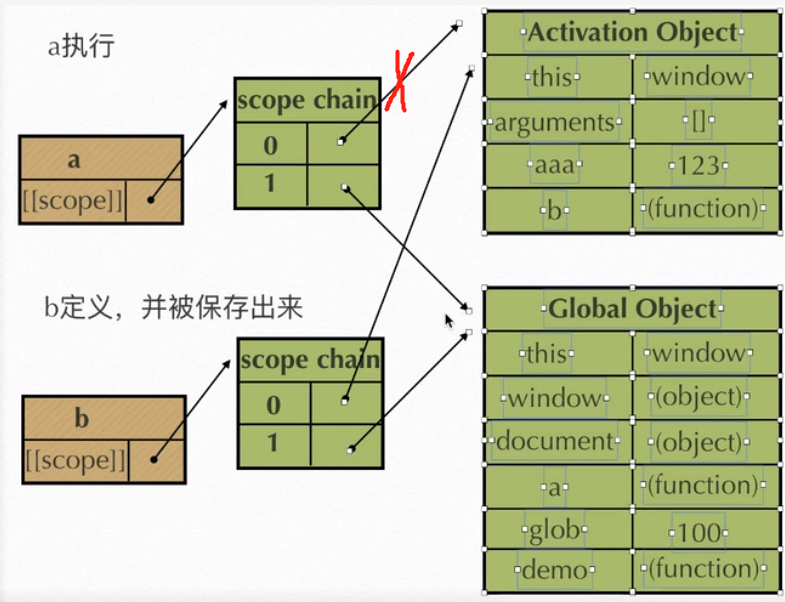 a执行
a
[[scope]]
scope chain
0
1
Activation Object
this window
arguments []
aaa 123
b (function)
b定义，并被保存出来
b
[[scope]]
scope chain
0
1
Global Object
this window
window (object)
document (object)
a (function)
glob 100
demo (function)